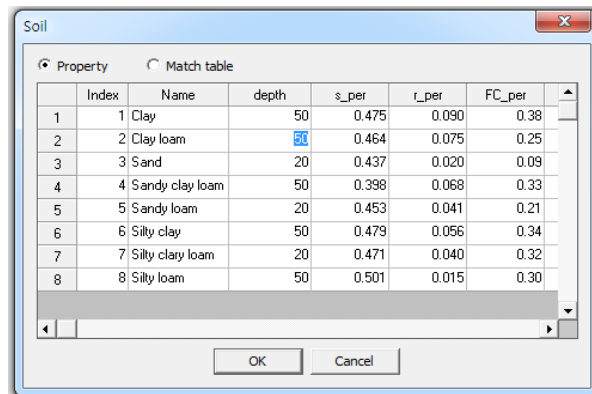 Soil
Property Match table
Index Name depth s_per r_per FC_per
1 1 Clay 50 0.475 0.090 0.38
2 2 Clay loam 50 0.464 0.075 0.25
3 3 Sand 20 0.437 0.020 0.09
4 4 Sandy clay loam 50 0.398 0.068 0.33
5 5 Sandy loam 20 0.453 0.041 0.21
6 6 Silty clay 50 0.479 0.056 0.34
7 7 Silty clary loam 20 0.471 0.040 0.32
8 8 Silty loam 50 0.501 0.015 0.30
OK Cancel